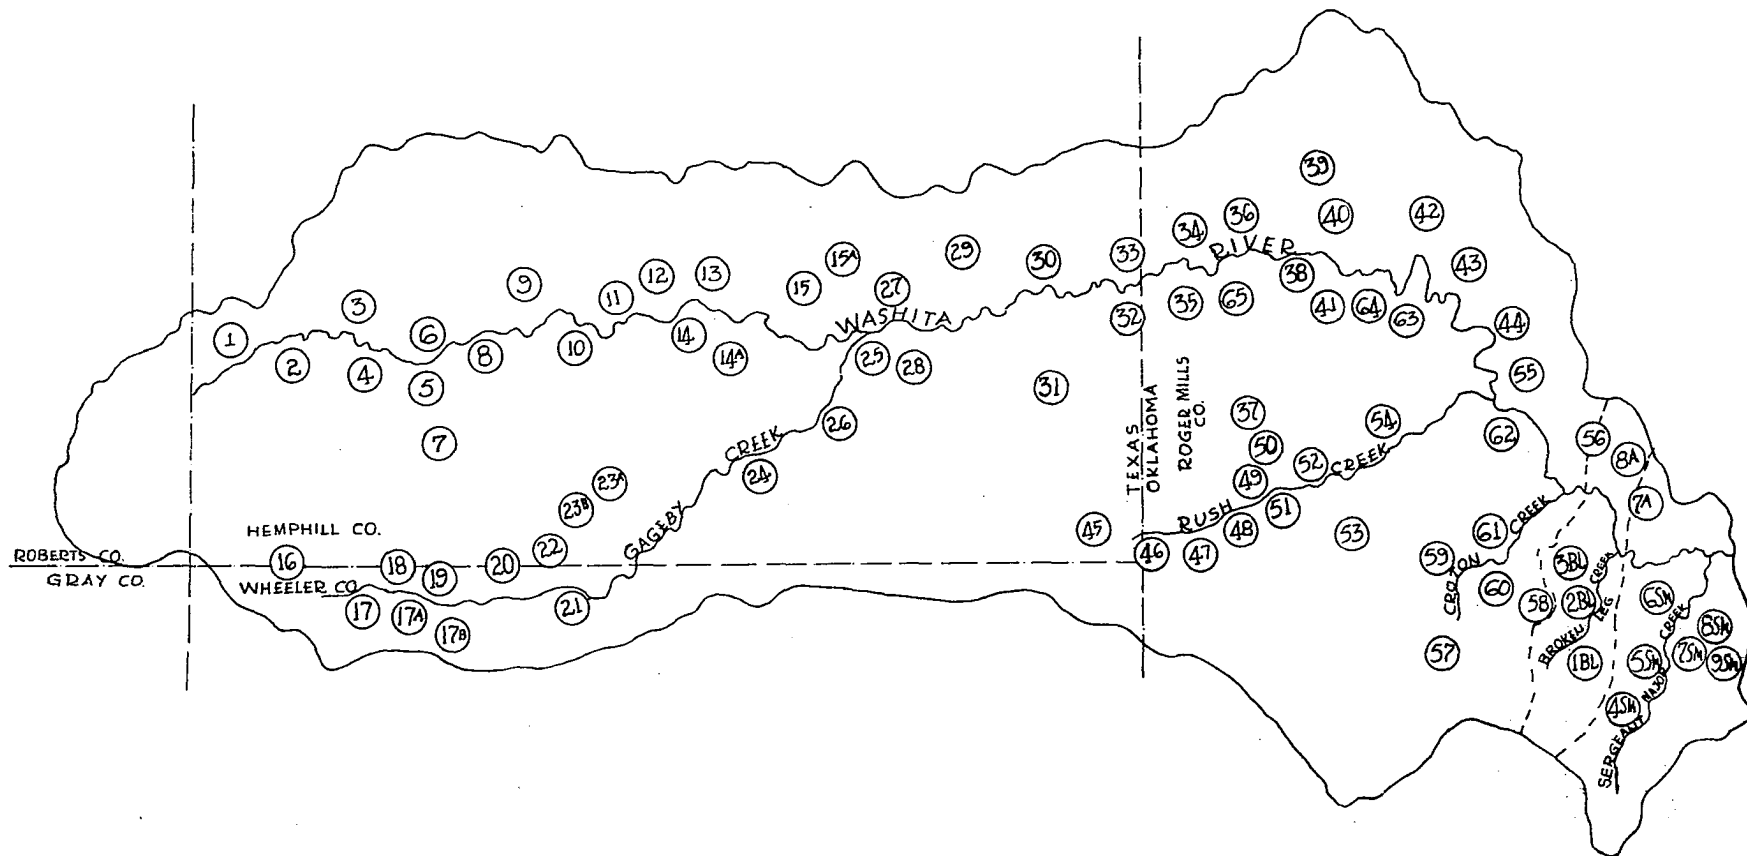 39
34
36
40
42
RIVER
15A
29
30
33
43
9
12
13
38
3
11
15
27
35
65
41
64
63
44
1
6
8
10
14
14A
WASHITA
32
2
4
5
25
28
55
31
7
26
TEXAS
OKLAHOMA
ROGER MILLS
CO.
37
54
62
56
8A
CREEK
24
50
52
CREEK
49
23A
23B
GAGEBY
RUSH
51
7A
HEMPHILL CO.
45
48
53
61
CREEK
ROBERTS CO.
GRAY CO.
16
18
19
20
22
46
47
59
CROTON
60
3BL
CREEK
WHEELER CO.
17
17A
17B
21
58
2BL
LEG
BROKEN
6SM
CREEK
8SM
57
1BL
5SM
7SM
9SM
4SM
MAJOR
SERGEANT